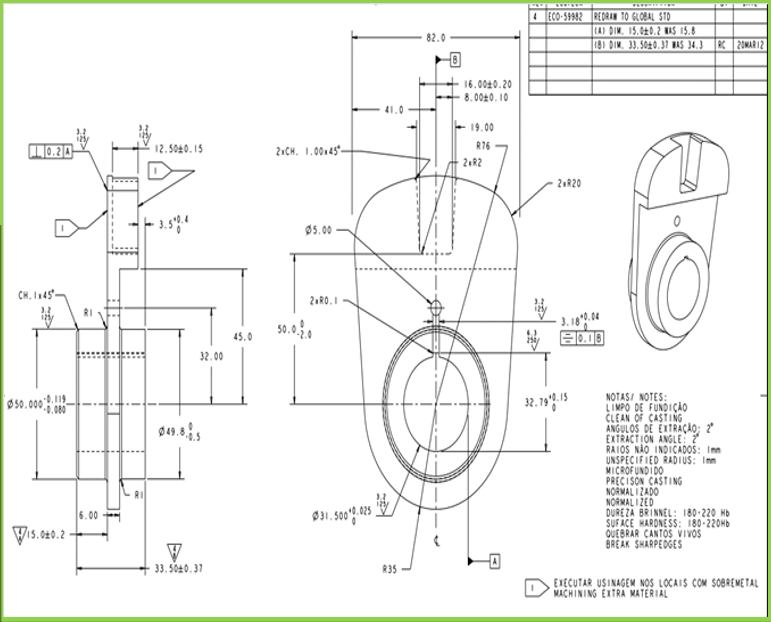 4 ECO-59982 REDRAW TO GLOBAL STD
(A) DIM. 15.0±0.2 WAS 15.8
(B) DIM. 33.50±0.37 WAS 34.3 RC 20MAR12
82.0
B
16.00±0.20
8.00±0.10
41.0
19.00
3.2
125
3.2
125
12.50±0.15
⊥ 0.2 A
1
2xCH. 1.00x45°
R76
2xR2
2xR20
1
3.5 +0.4
0
Ø5.00
CH.1x45°
3.2
125
R1
2xR0.1
3.2
125
3.18 +0.04
0
6.3
250
0.1 B
50.0 0
-2.0
45.0
32.00
Ø50.000 -0.119
-0.080
Ø49.8 0
-0.5
32.79 +0.15
0
R1
6.00
3.2
125
Ø31.500 +0.025
0
15.0±0.2
33.50±0.37
R35
A
NOTAS/ NOTES:
LIMPO DE FUNDIÇÃO
CLEAN OF CASTING
ANGULOS DE EXTRAÇÃO: 2°
EXTRACTION ANGLE: 2°
RAIOS NÃO INDICADOS: 1mm
UNSPECIFIED RADIUS: 1mm
MICROFUNDIDO
PRECISON CASTING
NORMALIZADO
NORMALIZED
DUREZA BRINNEL: 180-220 Hb
SUFACE HARDNESS: 180-220Hb
QUEBRAR CANTOS VIVOS
BREAK SHARPEDGES
1 EXECUTAR USINAGEM NOS LOCAIS COM SOBREMETAL
MACHINING EXTRA MATERIAL